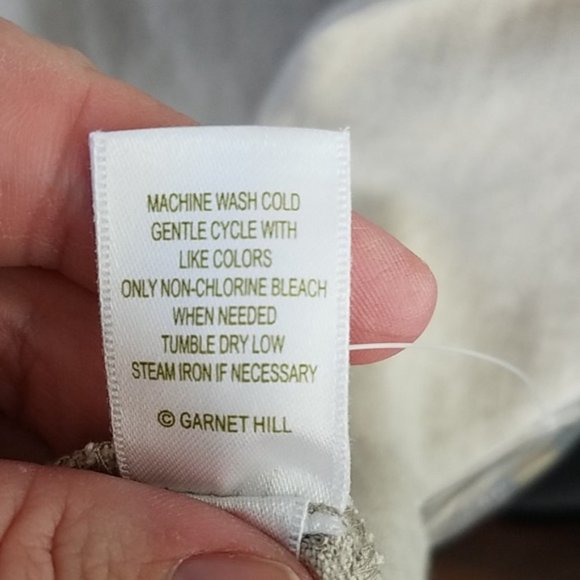 MACHINE WASH COLD
GENTLE CYCLE WITH
LIKE COLORS
ONLY NON-CHLORINE BLEACH
WHEN NEEDED
TUMBLE DRY LOW
STEAM IRON IF NECESSARY
© GARNET HILL